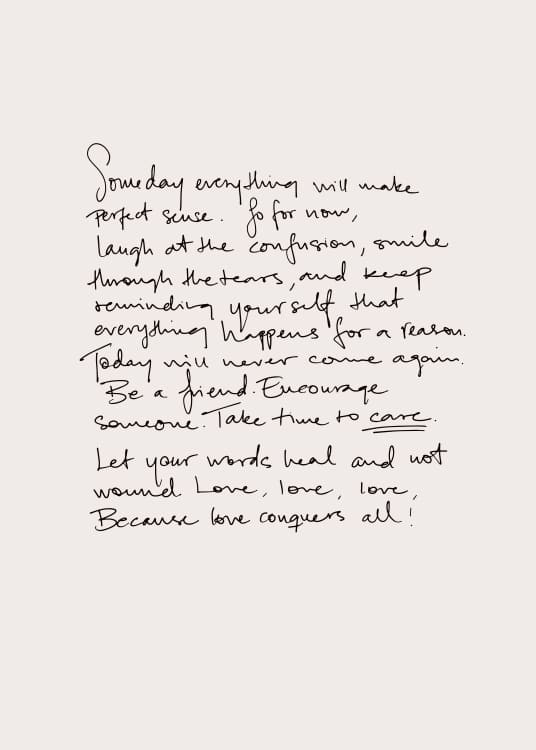 Someday everything will make
perfect sense. So for now,
laugh at the confusion, smile
through the tears, and keep
reminding yourself that
everything happens for a reason.
Today will never come again.
Be a friend. Encourage
someone. Take time to care.
Let your words heal and not
wound. Love, love, love,
Because love conquers all!